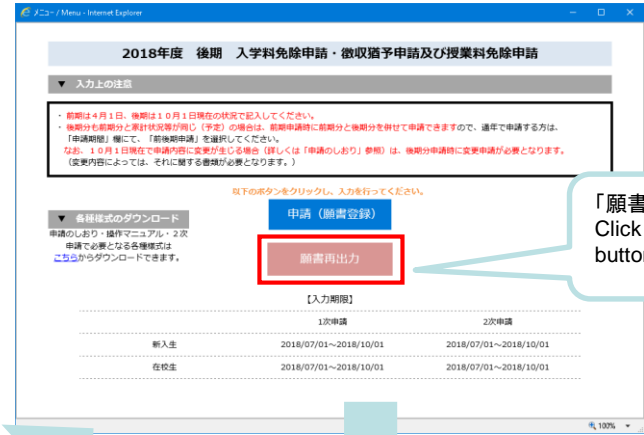 メニュー / Menu - Internet Explorer
2018年度 後期 入学料免除申請・徴収猶予申請及び授業料免除申請
▼ 入力上の注意
・ 前期は４月１日、後期は１０月１日現在の状況で記入してください。
・ 後期分も前期分と家計状況等が同じ（予定）の場合は、前期申請時に前期分と後期分を併せて申請できますので、通年で申請する方は、
「申請期間」欄にて、「前後期申請」を選択してください。
なお、１０月１日現在で申請内容に変更が生じる場合（詳しくは「申請のしおり」参照）は、後期分申請時に変更申請が必要となります。
（変更内容によっては、それに関する書類が必要となります。）
以下のボタンをクリックし、入力を行ってください。
▼ 各種様式のダウンロード
申請のしおり・操作マニュアル・２次
申請で必要となる各種様式は
こちらからダウンロードできます。
申請（願書登録）
願書再出力
「願書
Click
button
【入力期限】
1次申請 2次申請
新入生 2018/07/01～2018/10/01 2018/07/01～2018/10/01
在校生 2018/07/01～2018/10/01 2018/07/01～2018/10/01
100%